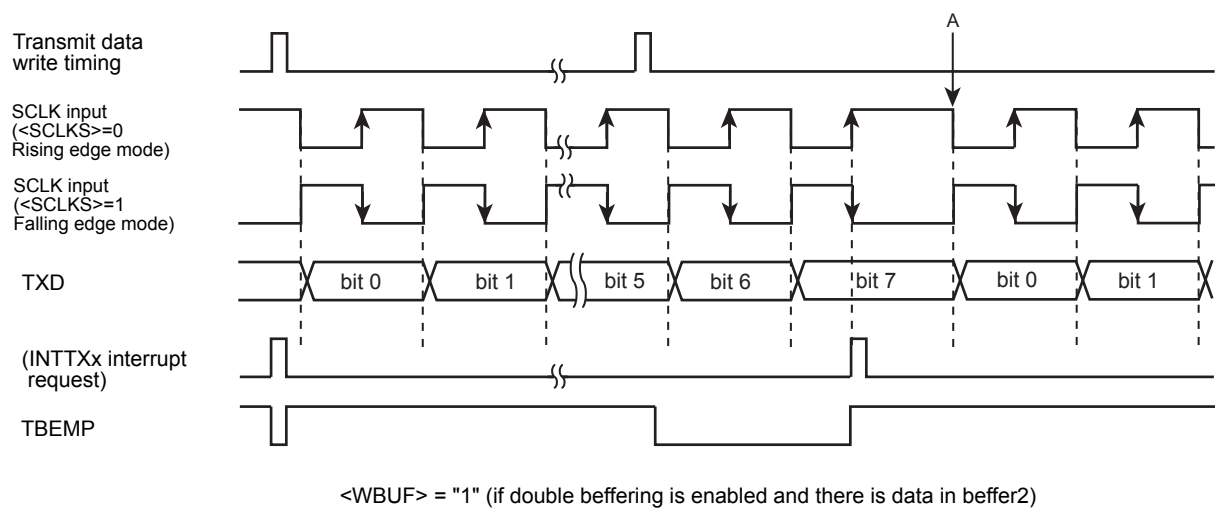 A
Transmit data
write timing
SCLK input
(<SCLKS>=0
Rising edge mode)
SCLK input
(<SCLKS>=1
Falling edge mode)
TXD
bit 0
bit 1
bit 5
bit 6
bit 7
bit 0
bit 1
(INTTXx interrupt
request)
TBEMP
<WBUF> = "1" (if double beffering is enabled and there is data in beffer2)